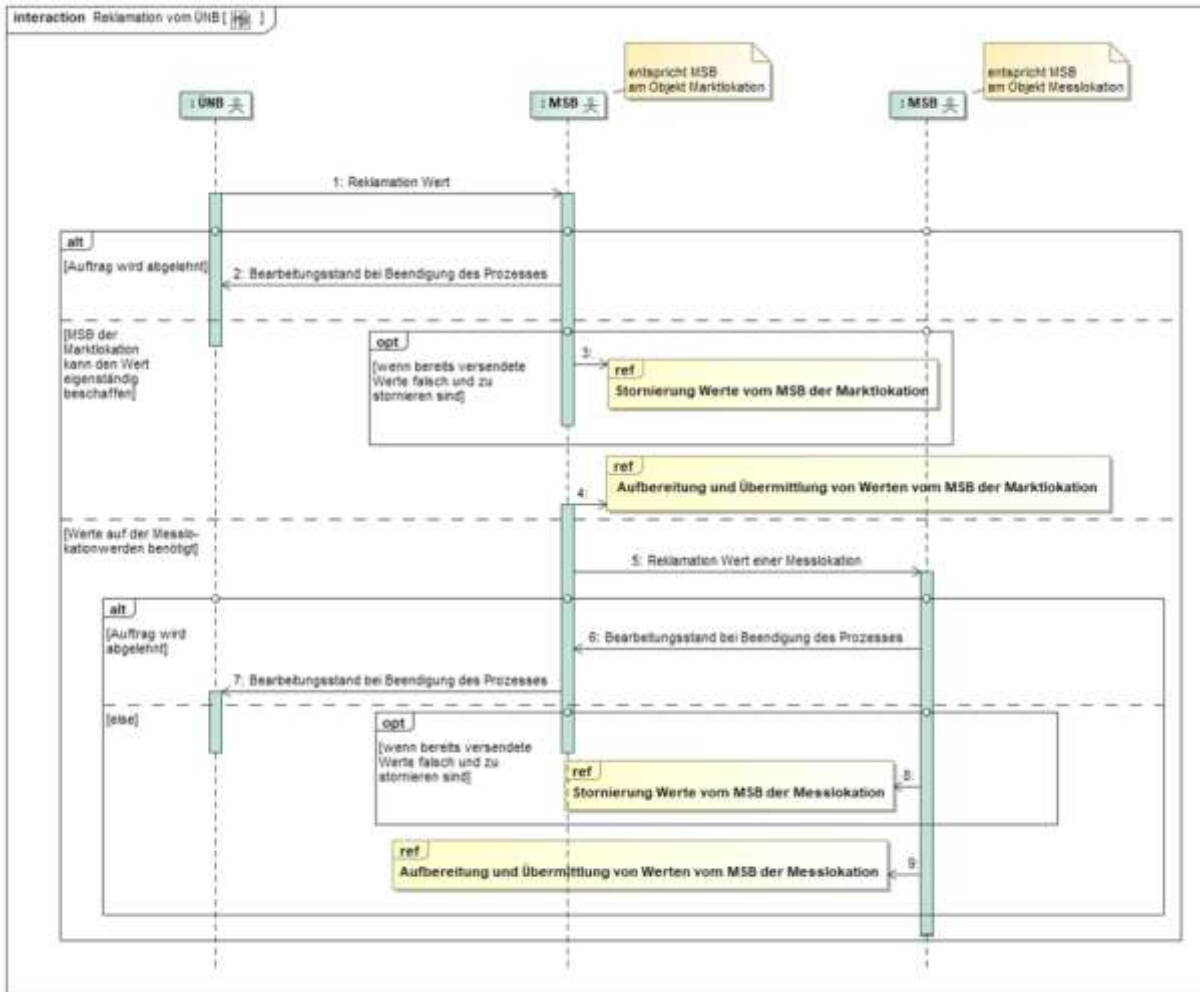 interaction Reklamation vom ÜNB [ ]
entspricht MSB
am Objekt Marktlokation
entspricht MSB
am Objekt Messlokation
: ÜNB
: MSB
: MSB
1: Reklamation Wert
alt
[Auftrag wird abgelehnt]
2: Bearbeitungsstand bei Beendigung des Prozesses
[MSB der
Marktlokation
kann den Wert
eigenständig
beschaffen]
opt
[wenn bereits versendete
Werte falsch und zu
stornieren sind]
3:
ref
Stornierung Werte vom MSB der Marktlokation
ref
Aufbereitung und Übermittlung von Werten vom MSB der Marktlokation
4:
[Werte auf der Messlo-
kationwerden benötigt]
5: Reklamation Wert einer Messlokation
alt
[Auftrag wird
abgelehnt]
6: Bearbeitungsstand bei Beendigung des Prozesses
7: Bearbeitungsstand bei Beendigung des Prozesses
[else]
opt
[wenn bereits versendete
Werte falsch und zu
stornieren sind]
ref
Stornierung Werte vom MSB der Messlokation
8:
ref
Aufbereitung und Übermittlung von Werten vom MSB der Messlokation
9: